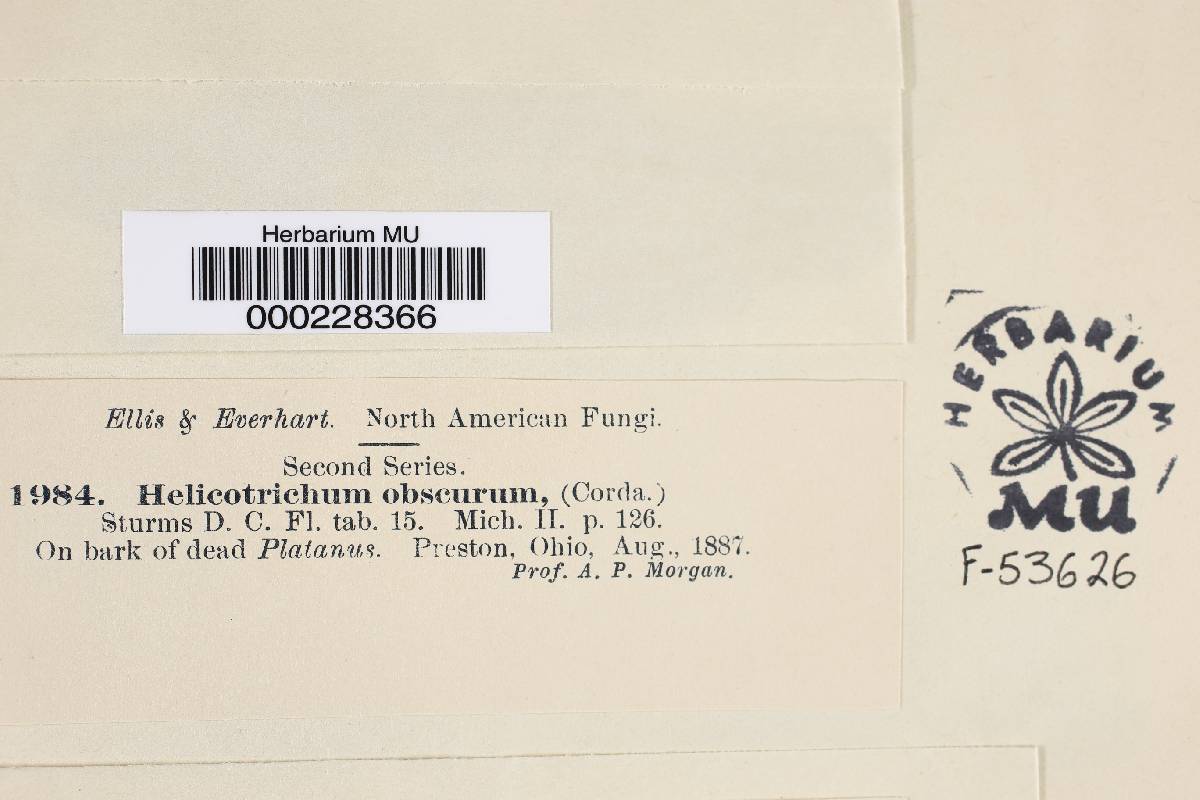 Herbarium MU
000228366
Ellis & Everhart. North American Fungi.
Second Series.
1984. Helicotrichum obscurum, (Corda.)
Sturms D. C. Fl. tab. 15. Mich. II. p. 126.
On bark of dead Platanus. Preston, Ohio, Aug., 1887.
Prof. A. P. Morgan.
HERBARIUM
MU
F-53626